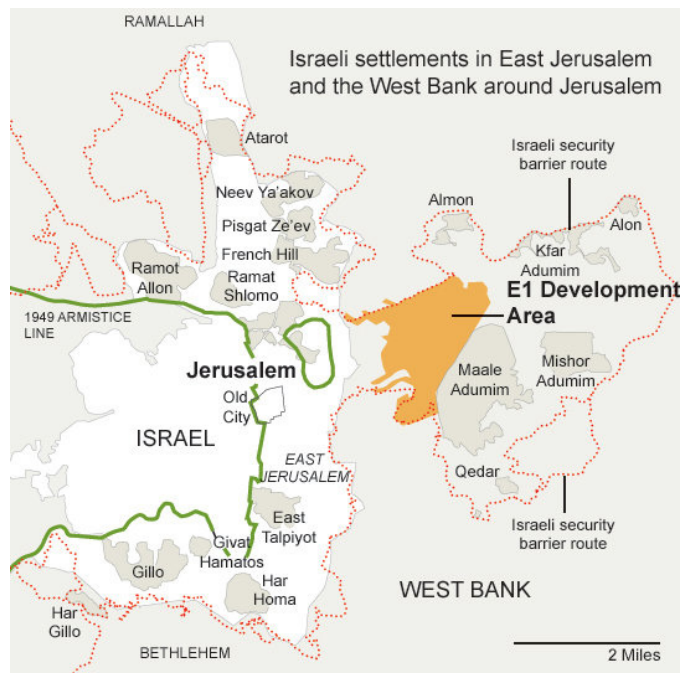 RAMALLAH
Israeli settlements in East Jerusalem
and the West Bank around Jerusalem
Atarot
Israeli security
barrier route
Neev Ya'akov
Almon
Alon
Pisgat Ze'ev
French Hill
Kfar
Adumim
Ramot
Allon
Ramat
Shlomo
E1 Development
Area
1949 ARMISTICE
LINE
Jerusalem
Maale
Adumim
Mishor
Adumim
Old
City
ISRAEL
EAST
JERUSALEM
Qedar
East
Talpiyot
Israeli security
barrier route
Givat
Hamatos
Gillo
Har
Homa
WEST BANK
Har
Gillo
BETHLEHEM
2 Miles